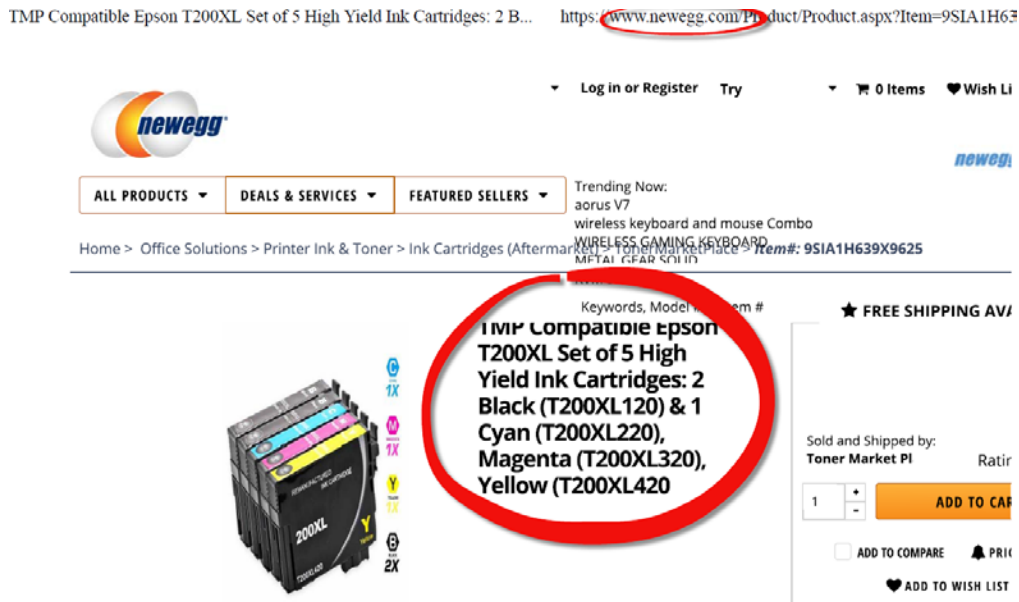 TMP Compatible Epson T200XL Set of 5 High Yield Ink Cartridges: 2 B... https://www.newegg.com/Product/Product.aspx?Item=9SIA1H63
newegg
Log in or Register Try 0 Items Wish Li
newegg
ALL PRODUCTS DEALS & SERVICES FEATURED SELLERS
Trending Now:
aorus V7
wireless keyboard and mouse Combo
WIRELESS GAMING KEYBOARD
Home > Office Solutions > Printer Ink & Toner > Ink Cartridges (Aftermarket) > TonerMarketPlace > Item#: 9SIA1H639X9625
METAL GEAR SOLID
Keywords, Model # em #
FREE SHIPPING AVA
TMP Compatible Epson
T200XL Set of 5 High
Yield Ink Cartridges: 2
Black (T200XL120) & 1
Cyan (T200XL220),
Magenta (T200XL320),
Yellow (T200XL420
C
1X
M
1X
Y
1X
B
2X
REMANUFACTURED
INK CARTRIDGE
200XL
Y
T200XL420
Sold and Shipped by:
Toner Market Pl
Ratin
1 + -
ADD TO CAR
ADD TO COMPARE PRIC
ADD TO WISH LIST